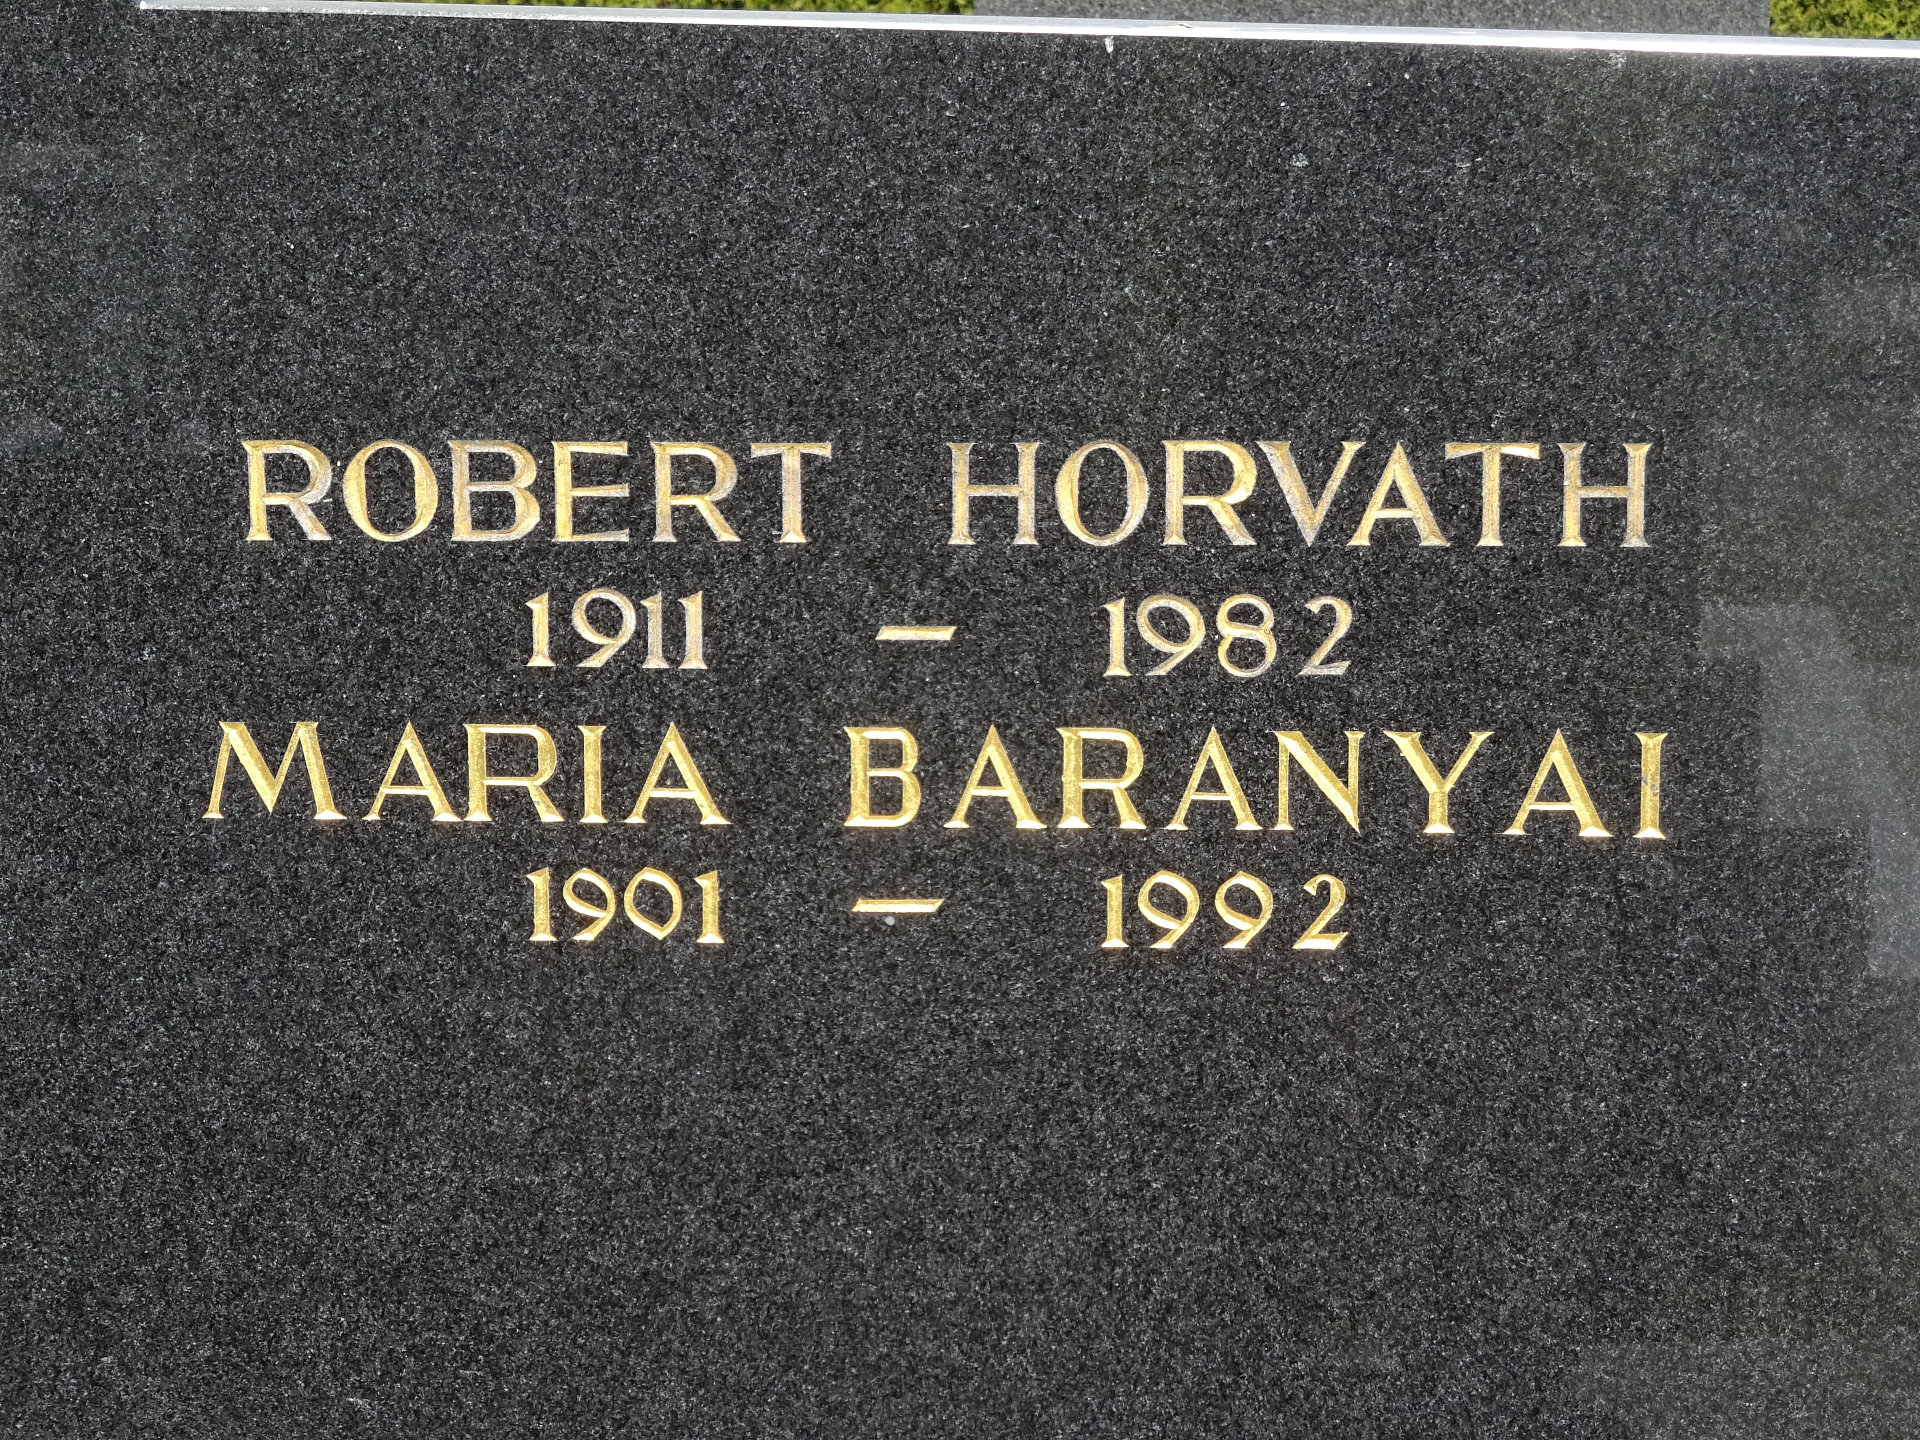 ROBERT HORVATH
1911 – 1982
MARIA BARANYAI
1901 – 1992